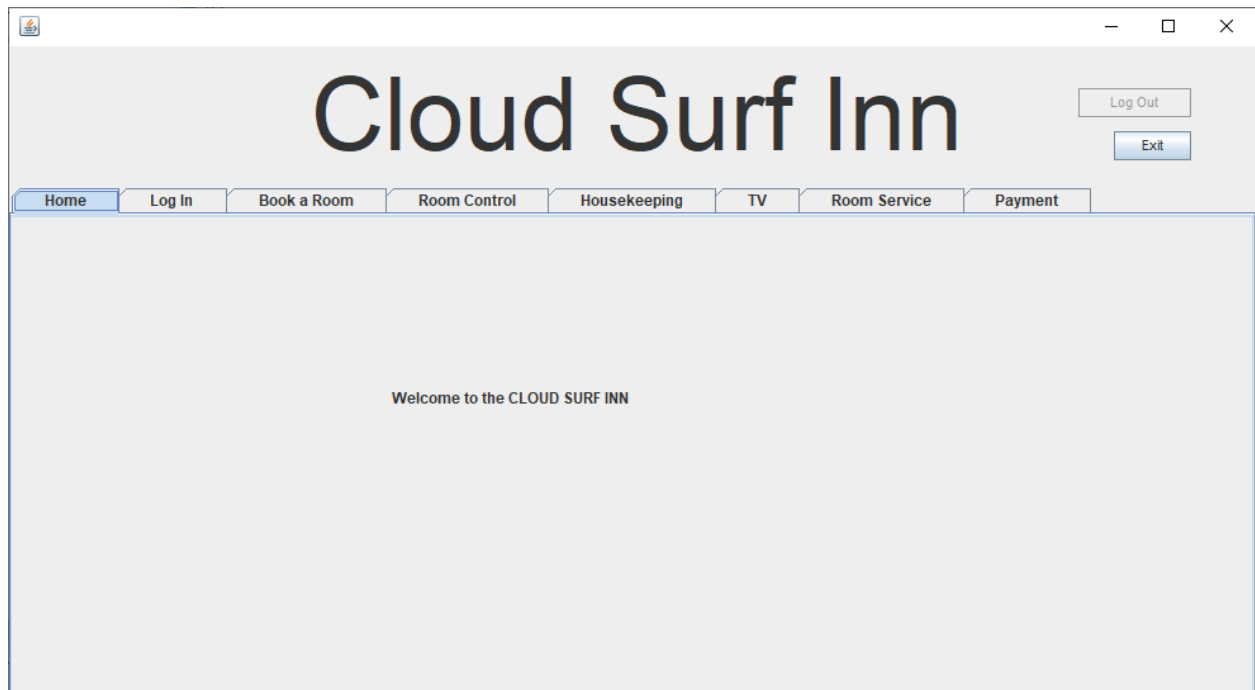 Cloud Surf Inn
Log Out
Exit
Home Log In Book a Room Room Control Housekeeping TV Room Service Payment
Welcome to the CLOUD SURF INN